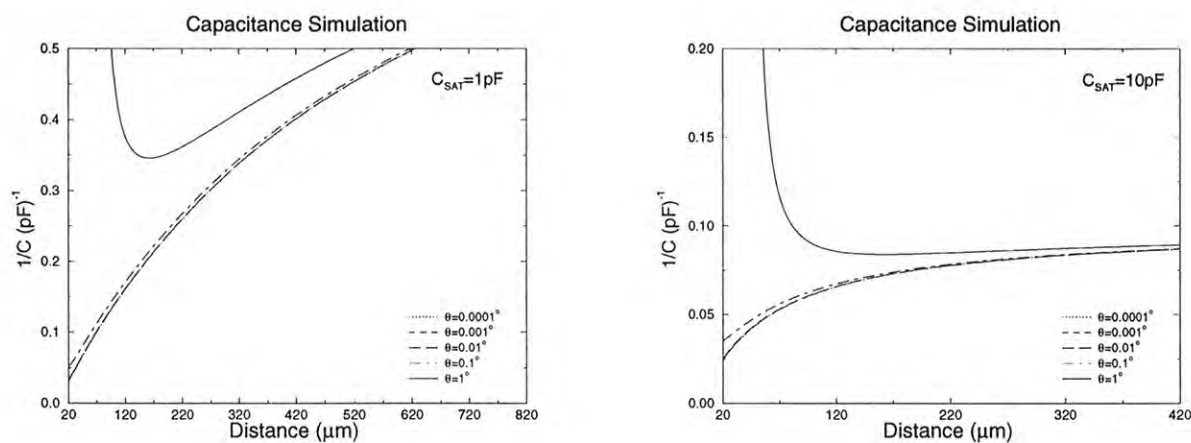 Capacitance Simulation
0.5
0.4
0.3
0.2
0.1
0.0
1/C (pF)⁻¹
C_SAT=1pF
θ=0.0001°
θ=0.001°
θ=0.01°
θ=0.1°
θ=1°
20 120 220 320 420 520 620 720 820
Distance (μm)
Capacitance Simulation
0.20
0.15
0.10
0.05
0.00
1/C (pF)⁻¹
C_SAT=10pF
θ=0.0001°
θ=0.001°
θ=0.01°
θ=0.1°
θ=1°
20 120 220 320 420
Distance (μm)